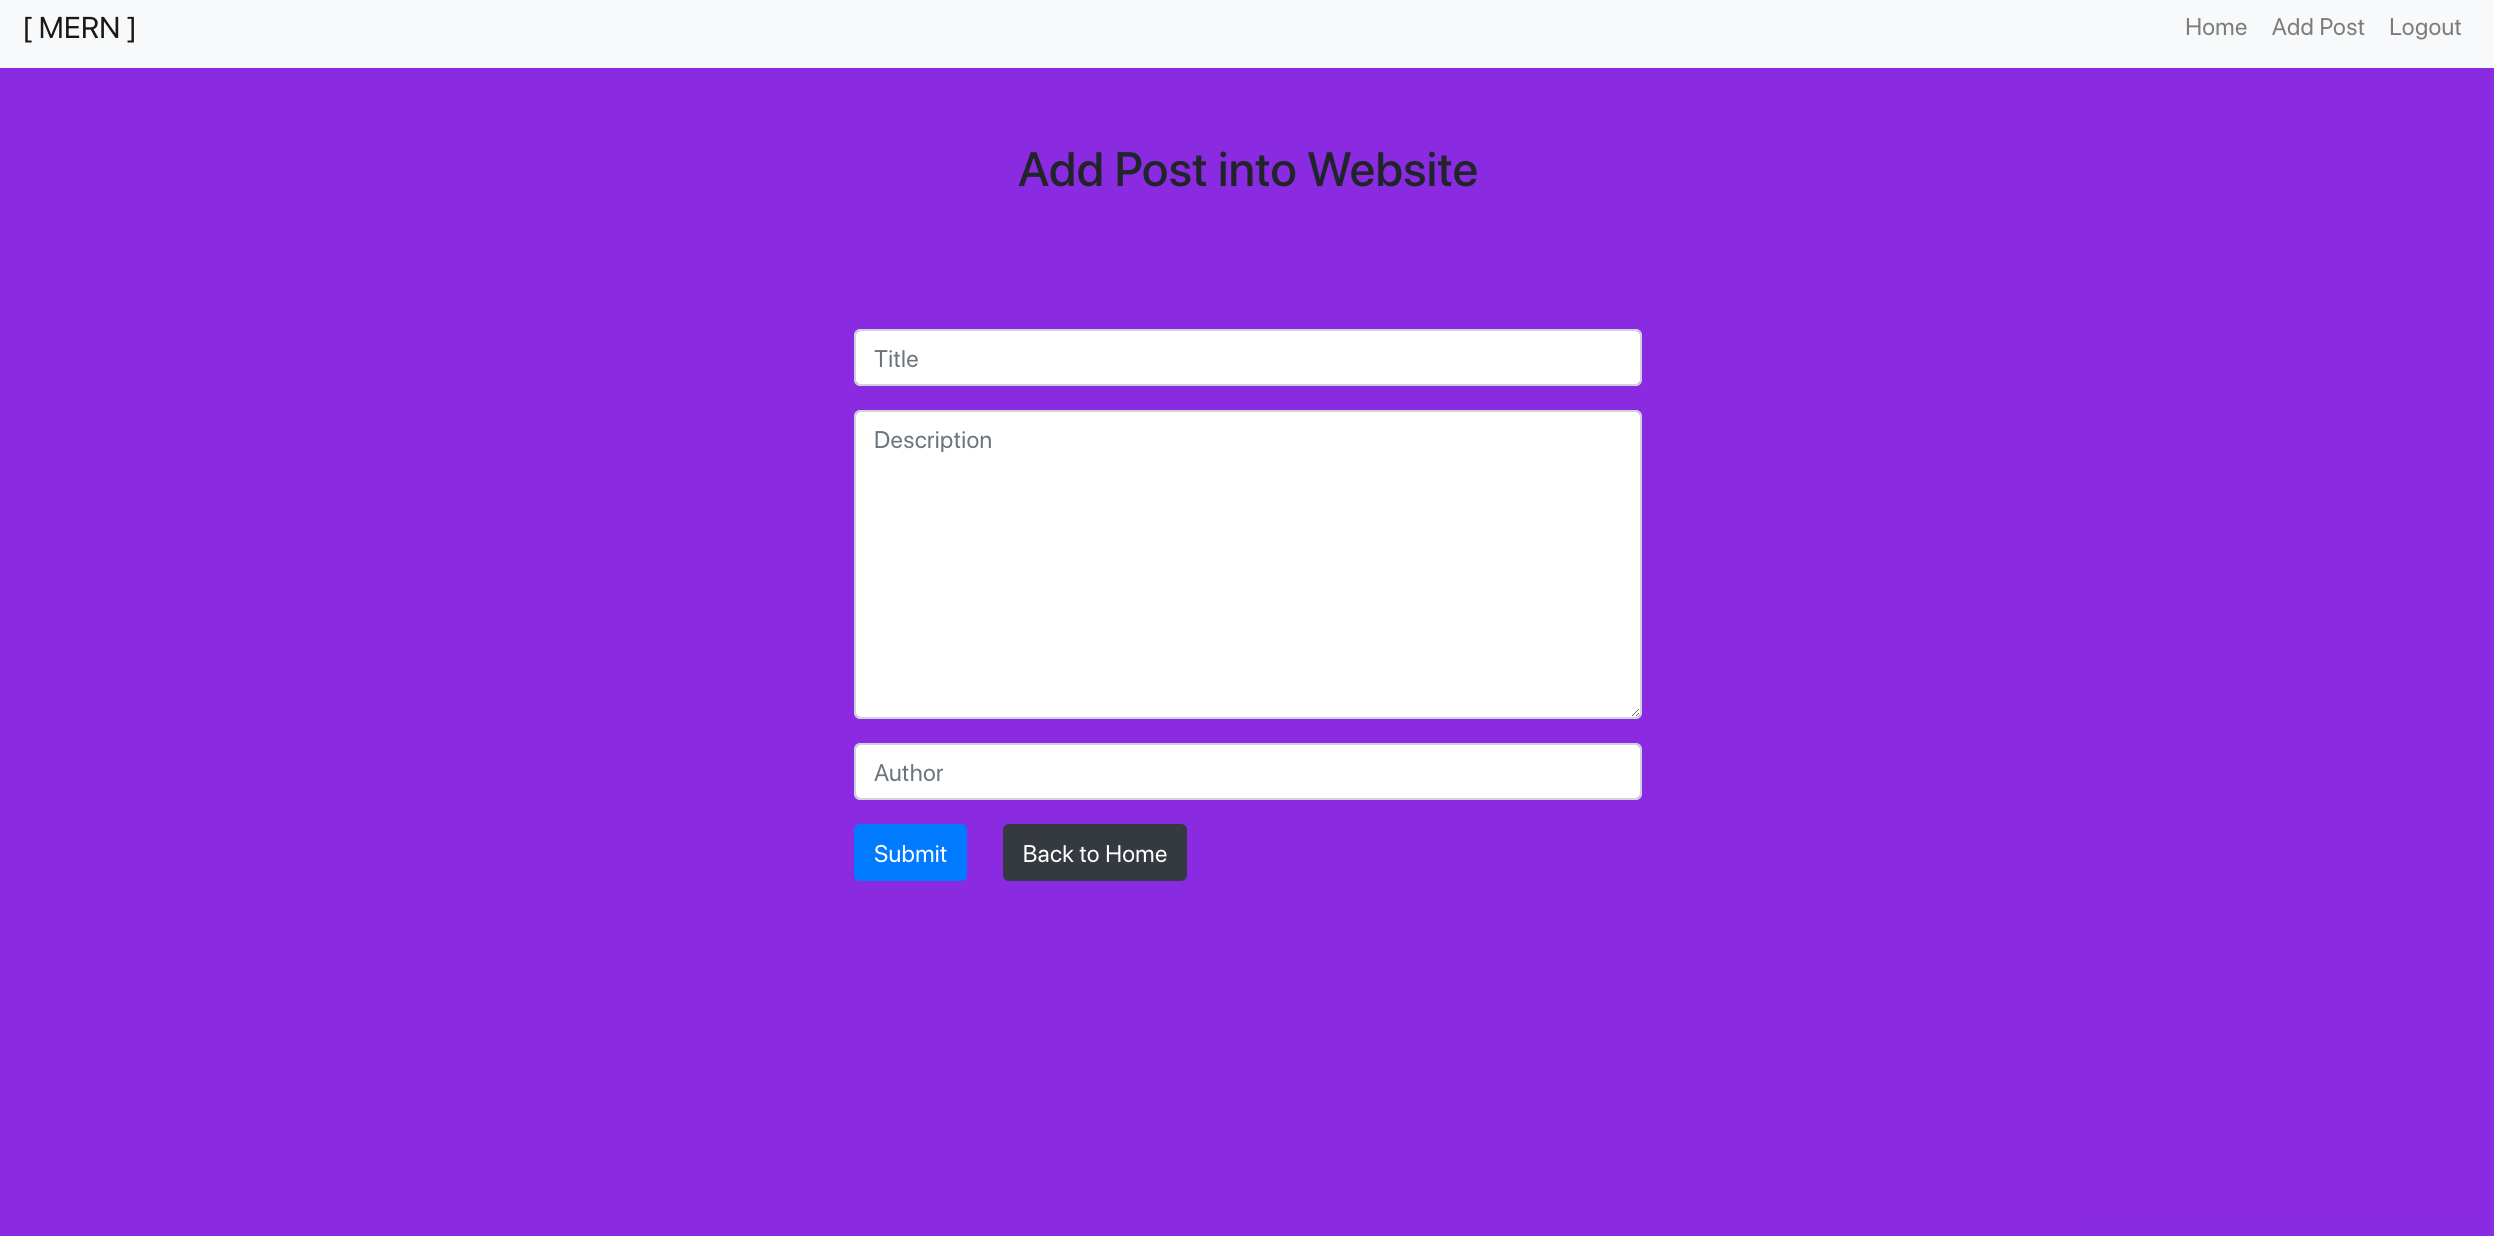 [ MERN ] Home Add Post Logout
Add Post into Website
Title
Description
Author
Submit Back to Home